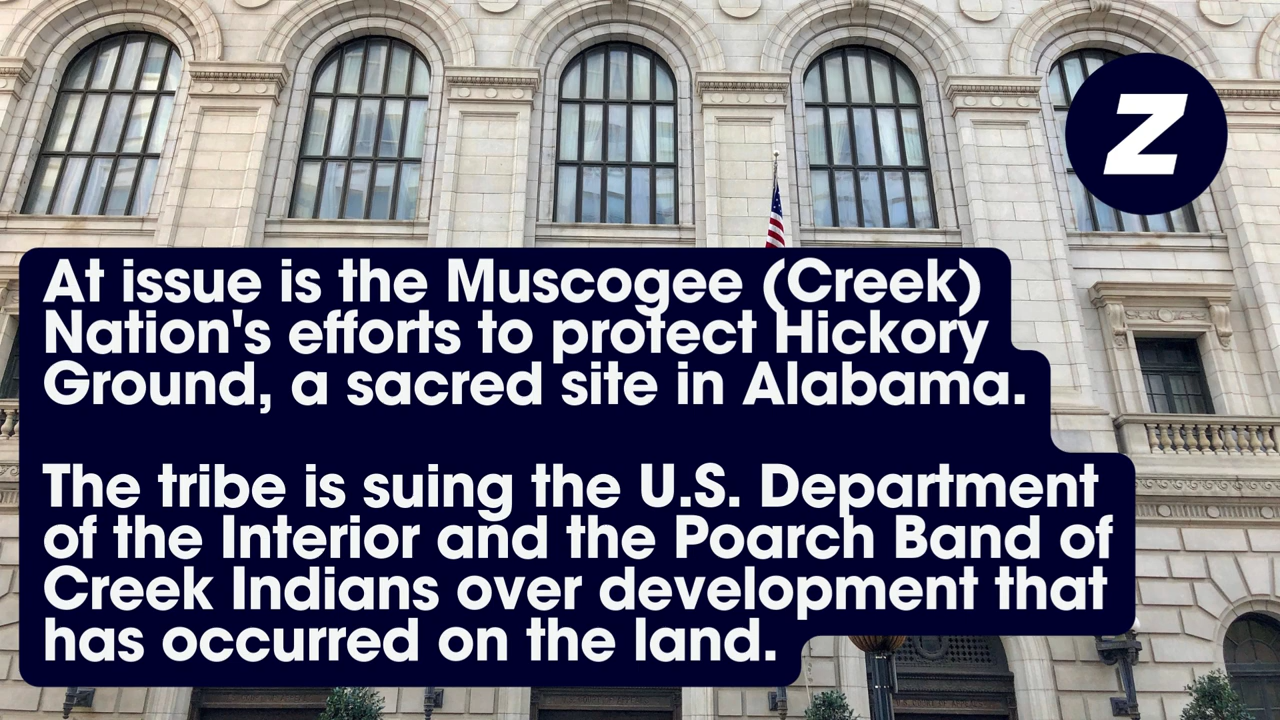 Z
At issue is the Muscogee (Creek)
Nation's efforts to protect Hickory
Ground, a sacred site in Alabama.
The tribe is suing the U.S. Department
of the Interior and the Poarch Band of
Creek Indians over development that
has occurred on the land.